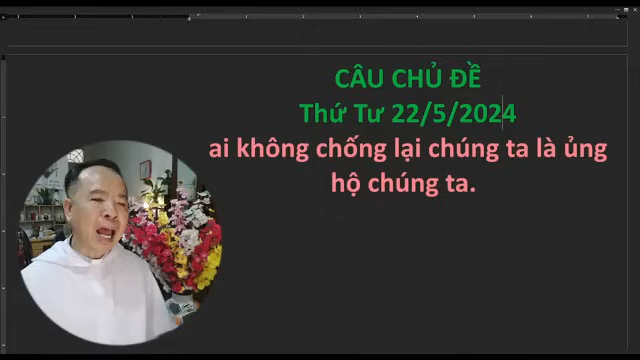 CÂU CHỦ ĐỀ
Thứ Tư 22/5/2024
ai không chống lại chúng ta là ủng
hộ chúng ta.